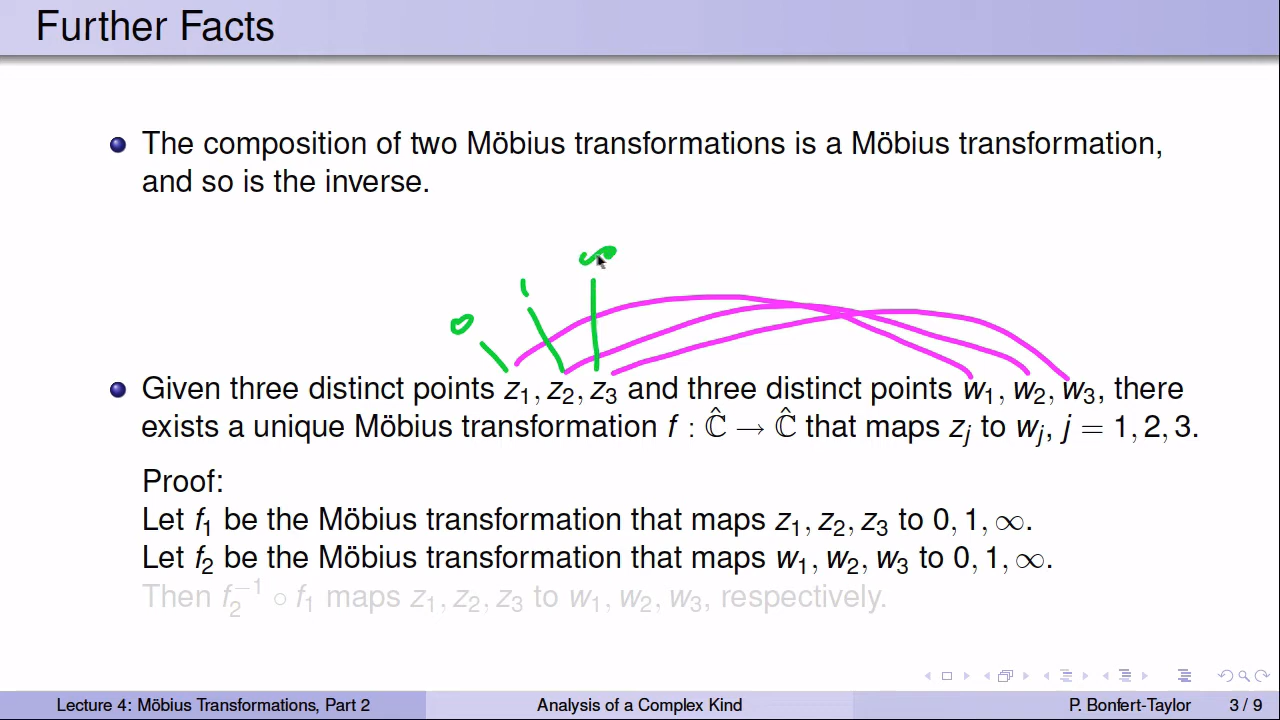 Further Facts
The composition of two Möbius transformations is a Möbius transformation,
and so is the inverse.
∞
1
0
Given three distinct points z₁, z₂, z₃ and three distinct points w₁, w₂, w₃, there
exists a unique Möbius transformation f : Ĉ → Ĉ that maps zⱼ to wⱼ, j = 1, 2, 3.
Proof:
Let f₁ be the Möbius transformation that maps z₁, z₂, z₃ to 0, 1, ∞.
Let f₂ be the Möbius transformation that maps w₁, w₂, w₃ to 0, 1, ∞.
Then f₂⁻¹ ∘ f₁ maps z₁, z₂, z₃ to w₁, w₂, w₃, respectively.
Lecture 4: Möbius Transformations, Part 2 Analysis of a Complex Kind P. Bonfert-Taylor 3 / 9